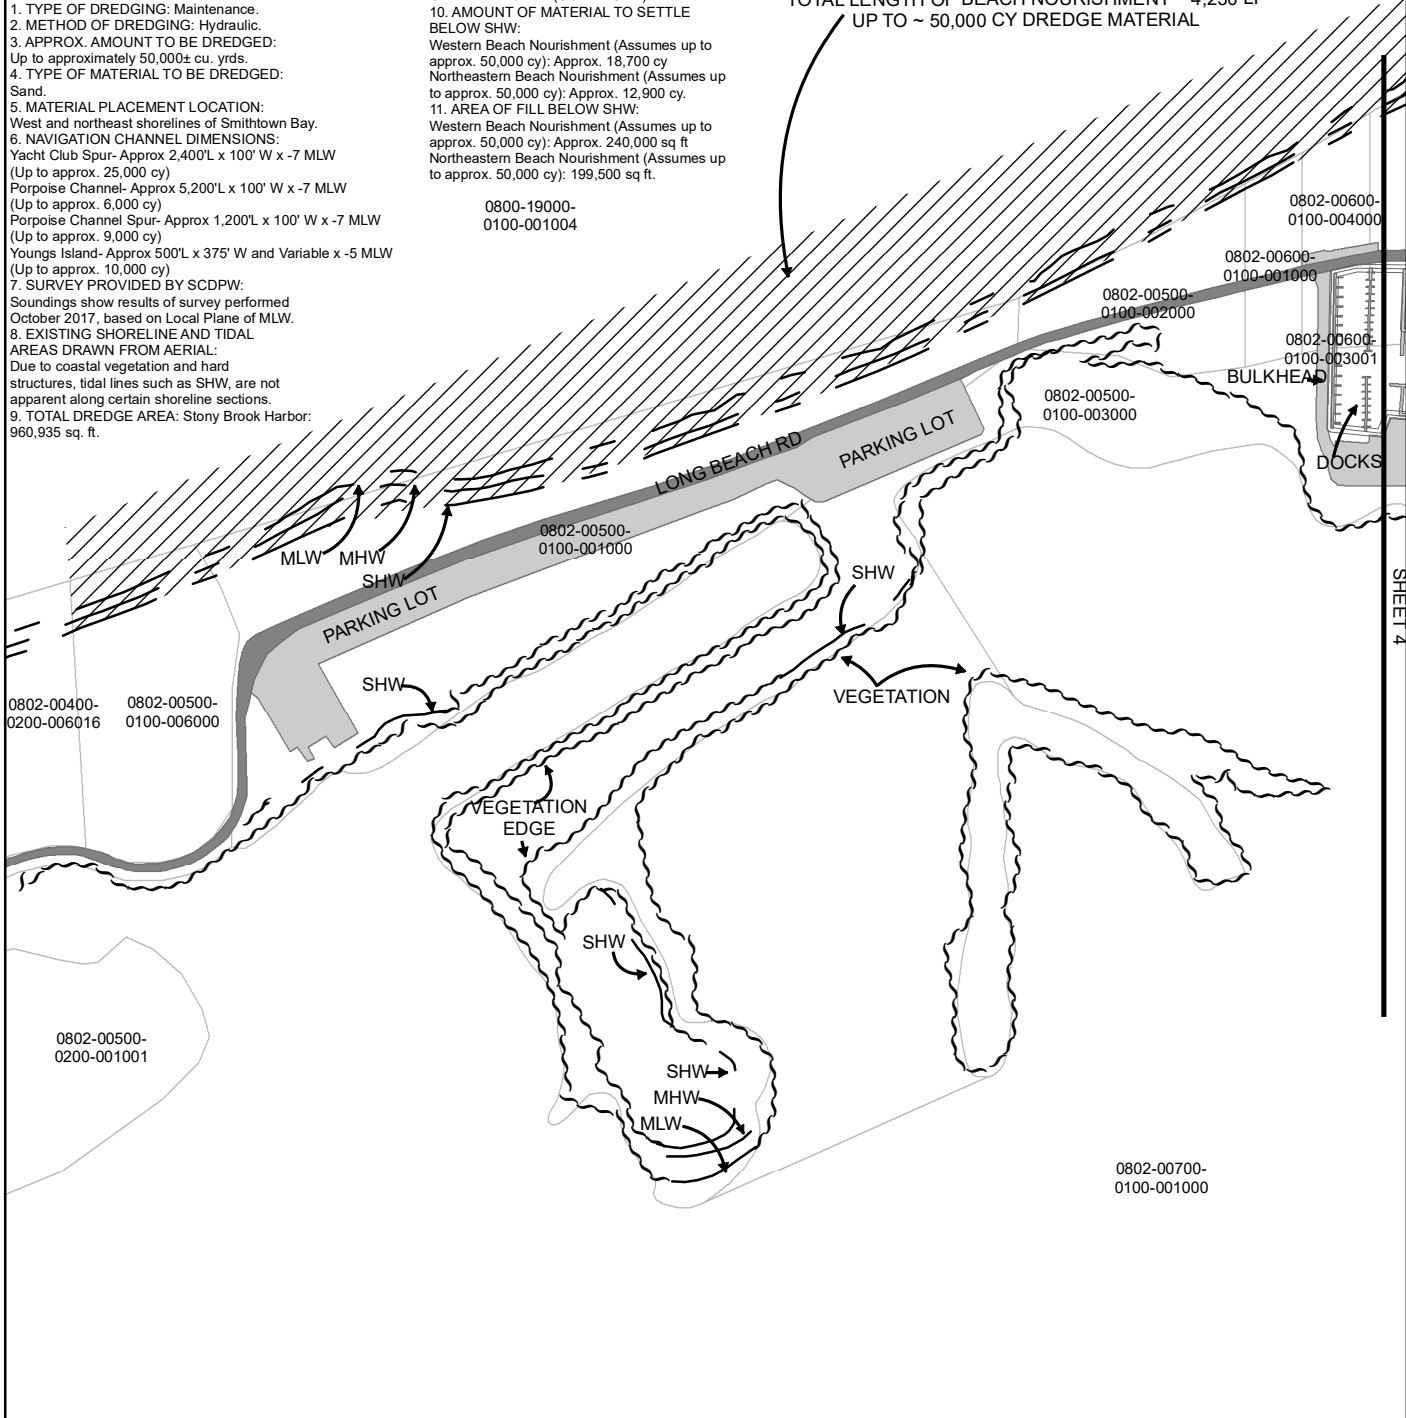 1. TYPE OF DREDGING: Maintenance.
2. METHOD OF DREDGING: Hydraulic.
3. APPROX. AMOUNT TO BE DREDGED:
Up to approximately 50,000± cu. yrds.
4. TYPE OF MATERIAL TO BE DREDGED:
Sand.
5. MATERIAL PLACEMENT LOCATION:
West and northeast shorelines of Smithtown Bay.
6. NAVIGATION CHANNEL DIMENSIONS:
Yacht Club Spur- Approx 2,400'L x 100' W x -7 MLW
(Up to approx. 25,000 cy)
Porpoise Channel- Approx 5,200'L x 100' W x -7 MLW
(Up to approx. 6,000 cy)
Porpoise Channel Spur- Approx 1,200'L x 100' W x -7 MLW
(Up to approx. 9,000 cy)
Youngs Island- Approx 500'L x 375' W and Variable x -5 MLW
(Up to approx. 10,000 cy)
7. SURVEY PROVIDED BY SCDPW:
Soundings show results of survey performed
October 2017, based on Local Plane of MLW.
8. EXISTING SHORELINE AND TIDAL
AREAS DRAWN FROM AERIAL:
Due to coastal vegetation and hard
structures, tidal lines such as SHW, are not
apparent along certain shoreline sections.
9. TOTAL DREDGE AREA: Stony Brook Harbor:
960,935 sq. ft.
10. AMOUNT OF MATERIAL TO SETTLE
BELOW SHW:
Western Beach Nourishment (Assumes up to
approx. 50,000 cy): Approx. 18,700 cy
Northeastern Beach Nourishment (Assumes up
to approx. 50,000 cy): Approx. 12,900 cy.
11. AREA OF FILL BELOW SHW:
Western Beach Nourishment (Assumes up to
approx. 50,000 cy): Approx. 240,000 sq ft
Northeastern Beach Nourishment (Assumes up
to approx. 50,000 cy): 199,500 sq ft.
TOTAL LENGTH OF BEACH NOURISHMENT ~ 4,250 LF
UP TO ~ 50,000 CY DREDGE MATERIAL
0800-19000-
0100-001004
0802-00600-
0100-004000
0802-00600-
0100-001000
0802-00500-
0100-002000
0802-00600-
0100-003001
BULKHEAD
0802-00500-
0100-003000
DOCKS
PARKING LOT
LONG BEACH RD
0802-00500-
0100-001000
MLW
MHW
SHW
SHW
SHEET 4
PARKING LOT
SHW
VEGETATION
0802-00400-
0200-006016
0802-00500-
0100-006000
VEGETATION
EDGE
SHW
0802-00500-
0200-001001
SHW
MHW
MLW
0802-00700-
0100-001000